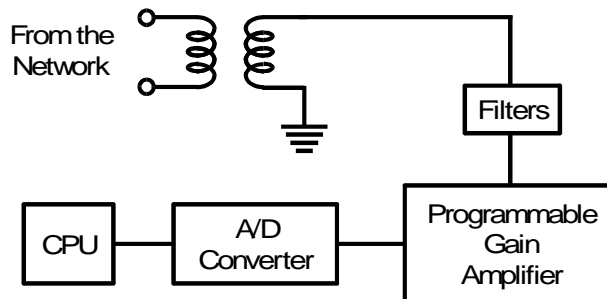 From the
Network
Filters
Programmable
Gain
Amplifier
A/D
Converter
CPU